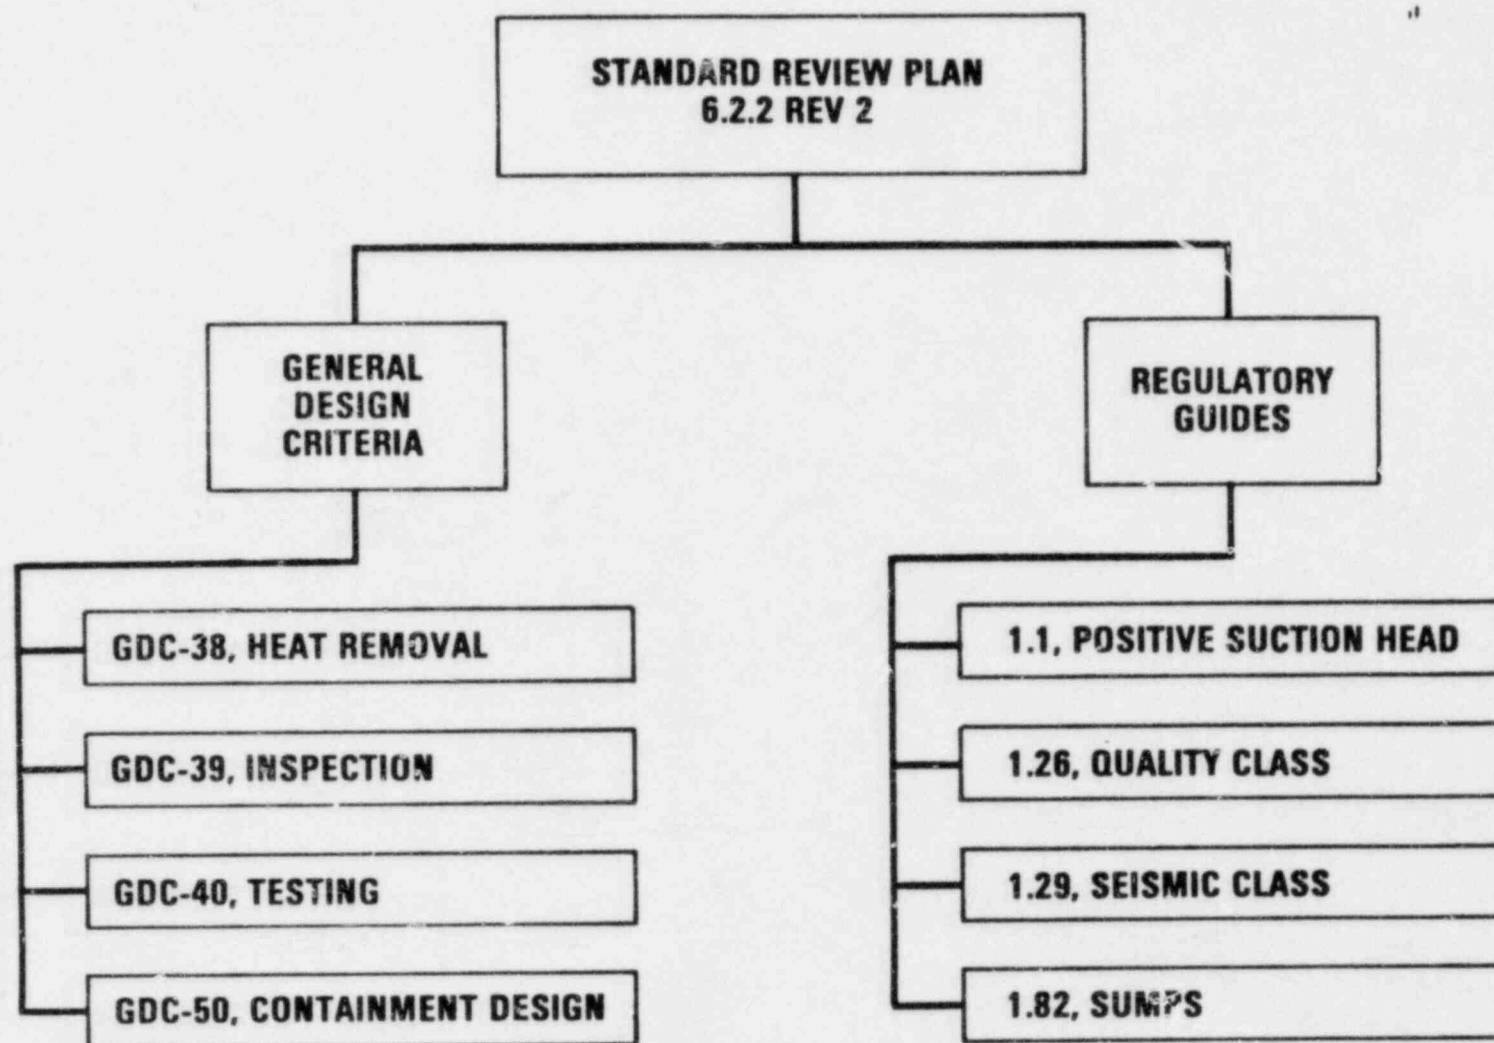 STANDARD REVIEW PLAN
6.2.2 REV 2
GENERAL
DESIGN
CRITERIA
REGULATORY
GUIDES
GDC-38, HEAT REMOVAL
GDC-39, INSPECTION
GDC-40, TESTING
GDC-50, CONTAINMENT DESIGN
1.1, POSITIVE SUCTION HEAD
1.26, QUALITY CLASS
1.29, SEISMIC CLASS
1.82, SUMPS